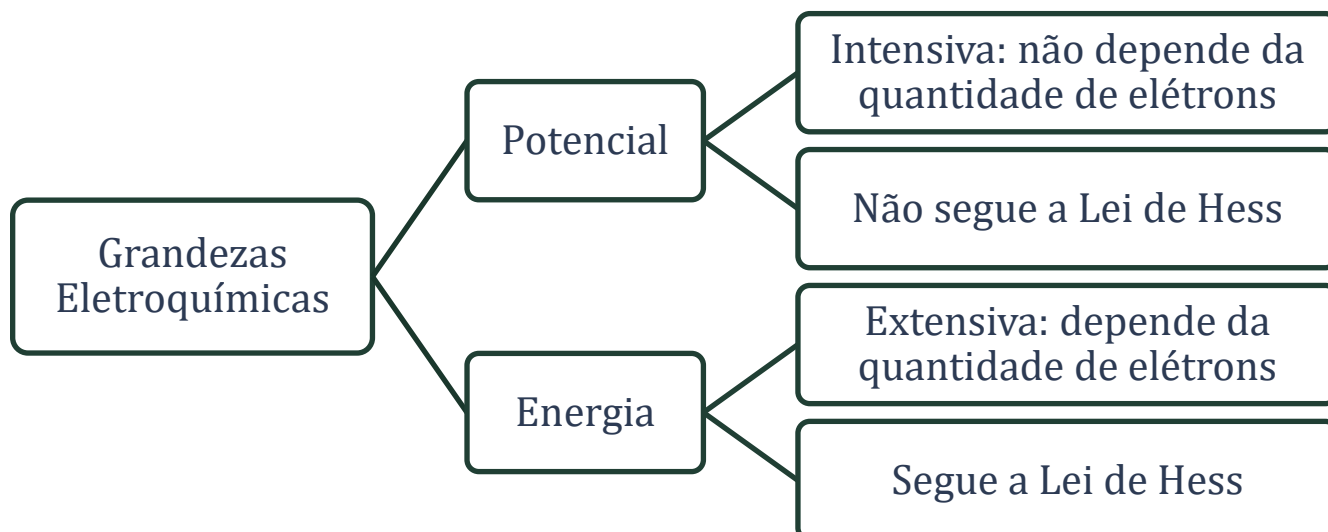 Grandezas
Eletroquímicas
Potencial
Intensiva: não depende da
quantidade de elétrons
Não segue a Lei de Hess
Energia
Extensiva: depende da
quantidade de elétrons
Segue a Lei de Hess